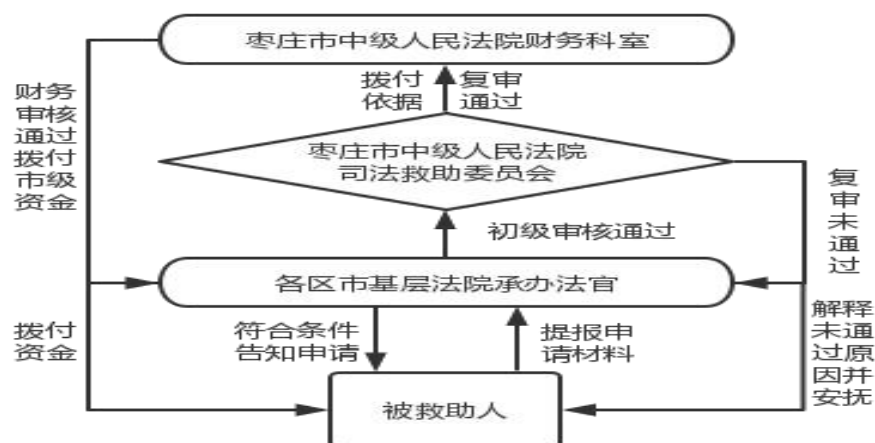 枣庄市中级人民法院财务科室
拨付
依据
复审
通过
财务
审核
通过
拨付
市级
资金
枣庄市中级人民法院
司法救助委员会
复
审
未
通
过
初级审核通过
各区市基层法院承办法官
拨付
资金
符合条件
告知申请
提报申
请材料
解释
未通
过原
因并
安抚
被救助人